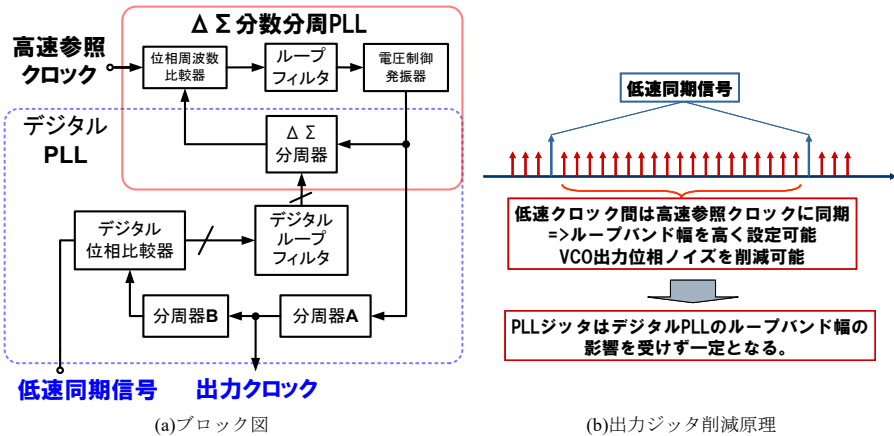 ΔΣ分数分周PLL
高速参照
クロック
位相周波数
比較器
ループ
フィルタ
電圧制御
発振器
デジタル
PLL
ΔΣ
分周器
デジタル
位相比較器
デジタル
ループ
フィルタ
分周器B
分周器A
低速同期信号
出力クロック
(a)ブロック図
低速同期信号
低速クロック間は高速参照クロックに同期
=>ループバンド幅を高く設定可能
VCO出力位相ノイズを削減可能
PLLジッタはデジタルPLLのループバンド幅の
影響を受けず一定となる。
(b)出力ジッタ削減原理